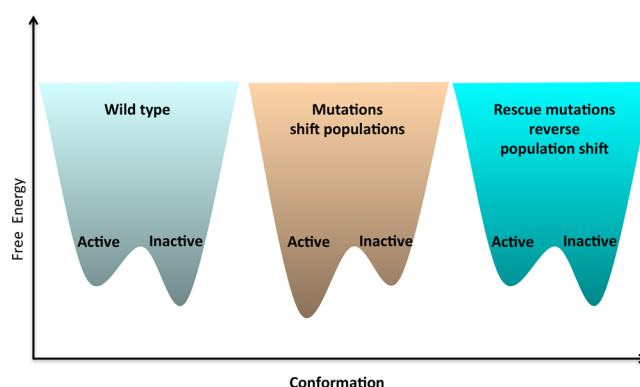 Wild type
Mutations
shift populations
Rescue mutations
reverse
population shift
Active
Inactive
Active
Inactive
Active
Inactive
Free Energy
Conformation